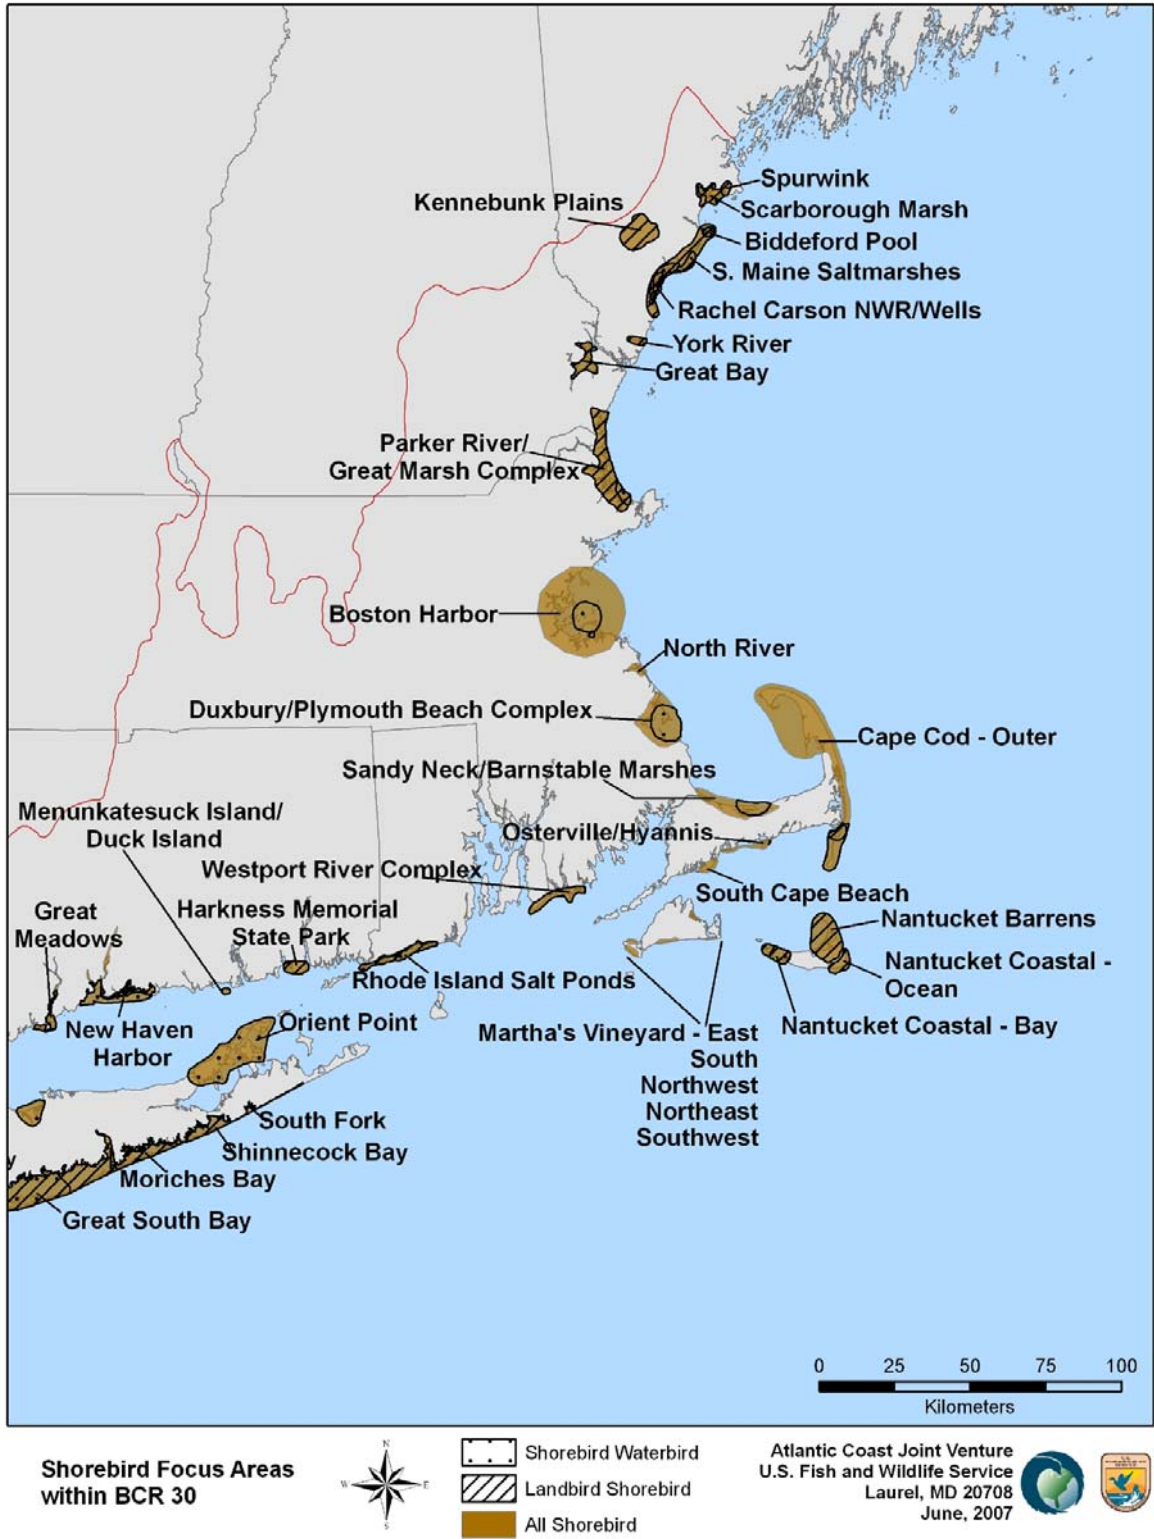 Spurwink
Kennebunk Plains
Scarborough Marsh
Biddeford Pool
S. Maine Saltmarshes
Rachel Carson NWR/Wells
York River
Great Bay
Parker River/
Great Marsh Complex
Boston Harbor
North River
Duxbury/Plymouth Beach Complex
Cape Cod - Outer
Sandy Neck/Barnstable Marshes
Menunkatesuck Island/
Duck Island
Osterville/Hyannis
Westport River Complex
South Cape Beach
Great
Meadows
Harkness Memorial
State Park
Nantucket Barrens
Nantucket Coastal -
Ocean
Rhode Island Salt Ponds
New Haven
Harbor
Orient Point
Nantucket Coastal - Bay
Martha's Vineyard - East
South
Northwest
Northeast
Southwest
South Fork
Shinnecock Bay
Moriches Bay
Great South Bay
0 25 50 75 100
Kilometers
Shorebird Focus Areas
within BCR 30
N
W E
S
Shorebird Waterbird
Landbird Shorebird
All Shorebird
Atlantic Coast Joint Venture
U.S. Fish and Wildlife Service
Laurel, MD 20708
June, 2007